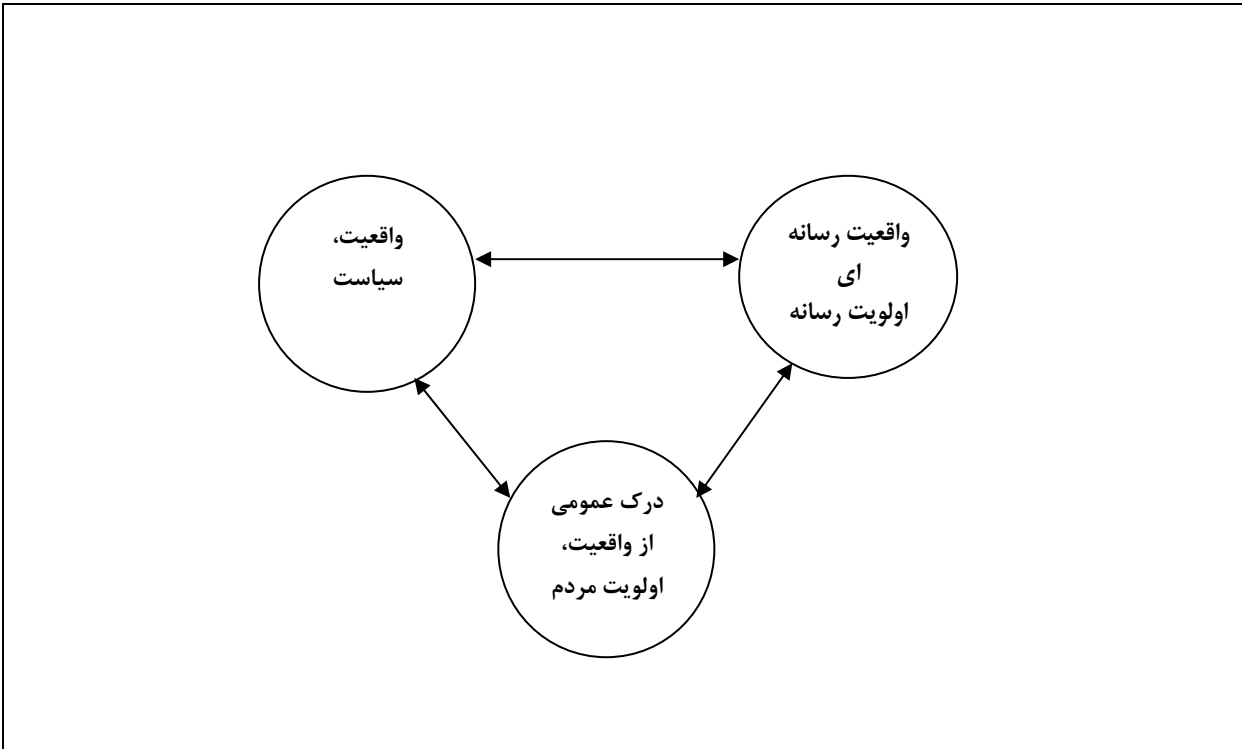 واقعیت رسانه
ای
اولویت رسانه
واقعیت،
سیاست
درک عمومی
از واقعیت،
اولویت مردم